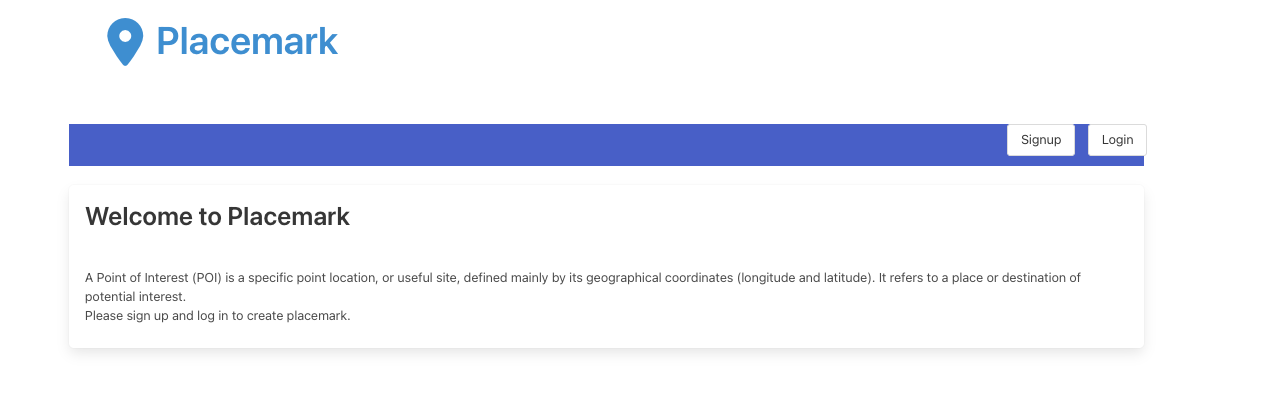 Placemark
Signup
Login
Welcome to Placemark
A Point of Interest (POI) is a specific point location, or useful site, defined mainly by its geographical coordinates (longitude and latitude). It refers to a place or destination of
potential interest.
Please sign up and log in to create placemark.